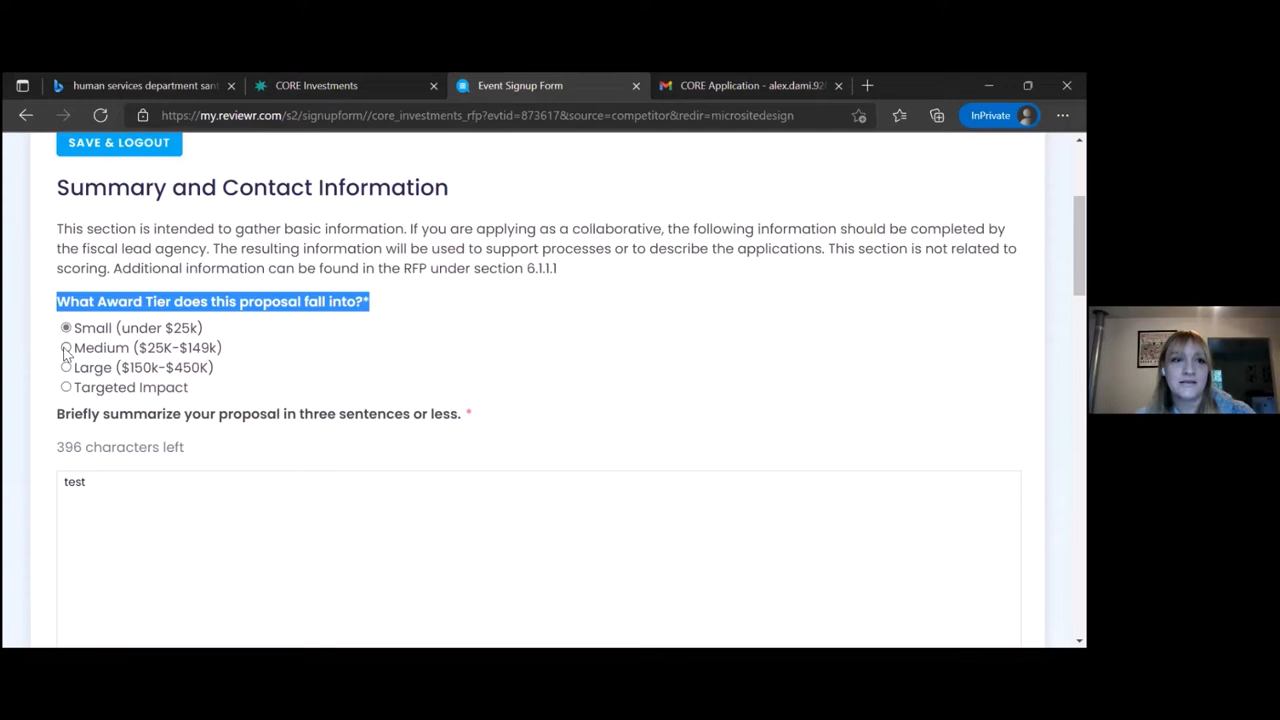 human services department sant
CORE Investments
Event Signup Form
CORE Application - alex.dami.92
https://my.reviewr.com/s2/signupform//core_investments_rfp?evtid=873617&source=competitor&redir=micrositedesign
InPrivate
SAVE & LOGOUT
Summary and Contact Information
This section is intended to gather basic information. If you are applying as a collaborative, the following information should be completed by
the fiscal lead agency. The resulting information will be used to support processes or to describe the applications. This section is not related to
scoring. Additional information can be found in the RFP under section 6.1.1.1
What Award Tier does this proposal fall into?*
Small (under $25k)
Medium ($25K-$149k)
Large ($150k-$450K)
Targeted Impact
Briefly summarize your proposal in three sentences or less. *
396 characters left
test